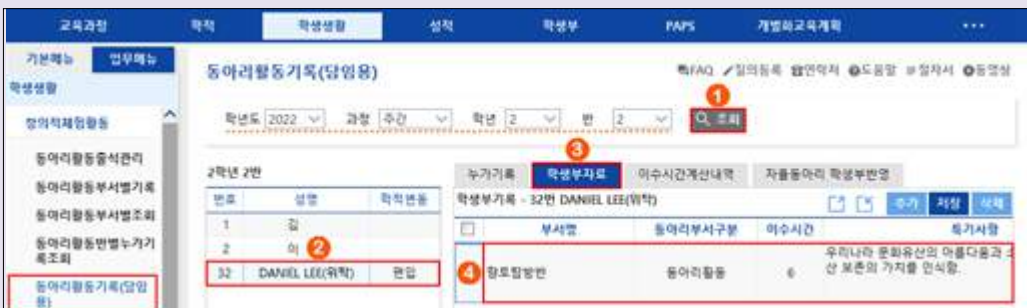 교육과정 학적 학생생활 성적 학생부 PAPS 개별화교육계획 ...
기본메뉴 업무메뉴
학생생활
창의적체험활동
동아리활동출석관리
동아리활동부서별기록
동아리활동부서별조회
동아리활동반별누가기
록조회
동아리활동기록(담임
용)
동아리활동기록(담임용)
FAQ 질의등록 연락처 도움말 절차서 동영상
1
학년도 2022 과정 주간 학년 2 반 2 조회
2학년 2반
번호 성명 학적변동
1 김
2 이
2
32 DANIEL LEE(위탁) 편입
3
누가기록 학생부자료 이수시간계산내역 자율동아리 학생부반영
학생부기록 - 32번 DANIEL LEE(위탁)
추가 저장 삭제
부서명 동아리부서구분 이수시간 특기사항
4
향토탐방반 동아리활동 6 우리나라 문화유산의 아름다움과
산 보존의 가치를 인식함.